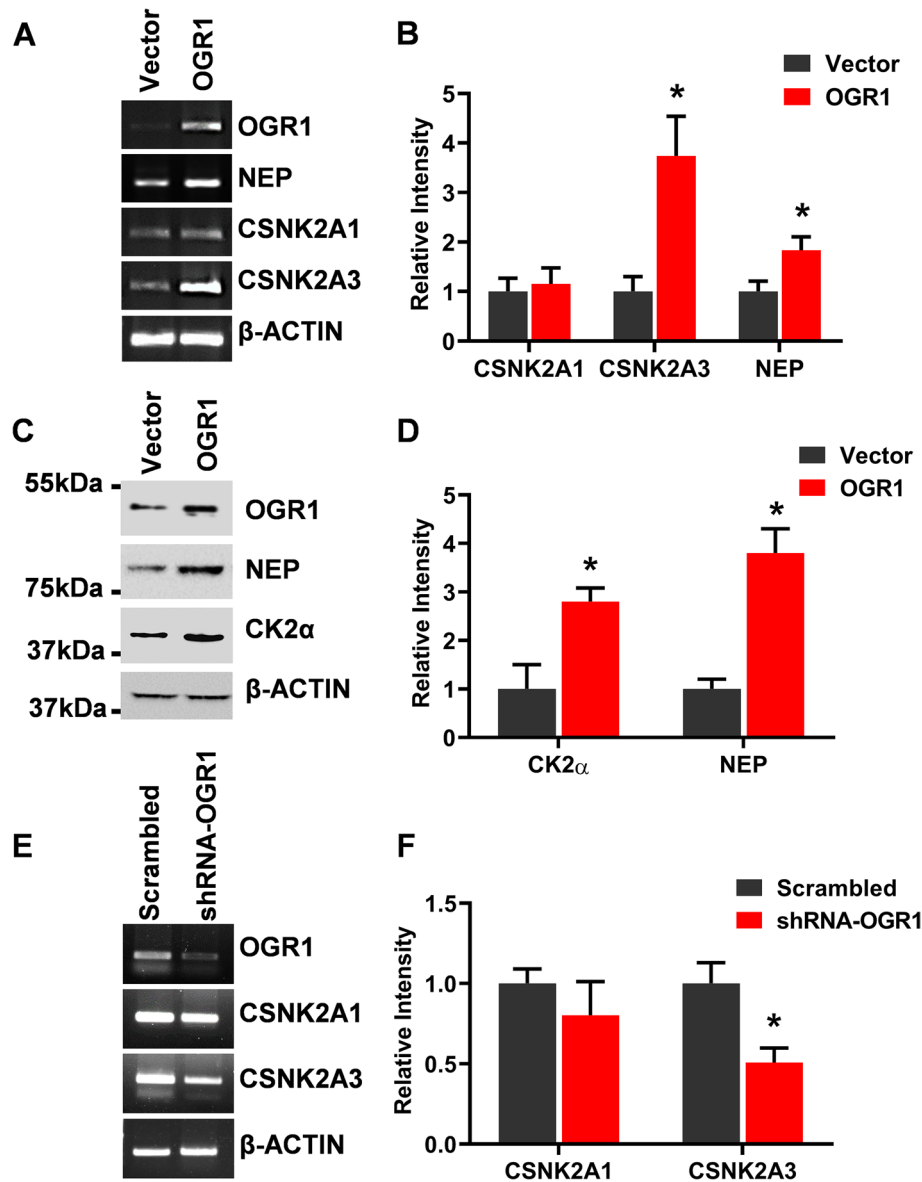 A
Vector
OGR1
OGR1
NEP
CSNK2A1
CSNK2A3
β-ACTIN
B
Vector
OGR1
Relative Intensity
5
4
3
2
1
0
*
*
CSNK2A1
CSNK2A3
NEP
C
Vector
OGR1
55kDa
OGR1
NEP
75kDa
CK2α
37kDa
β-ACTIN
37kDa
D
Vector
OGR1
Relative Intensity
5
4
3
2
1
0
*
*
CK2α
NEP
E
Scrambled
shRNA-OGR1
OGR1
CSNK2A1
CSNK2A3
β-ACTIN
F
Scrambled
shRNA-OGR1
Relative Intensity
1.5
1.0
0.5
0.0
*
CSNK2A1
CSNK2A3